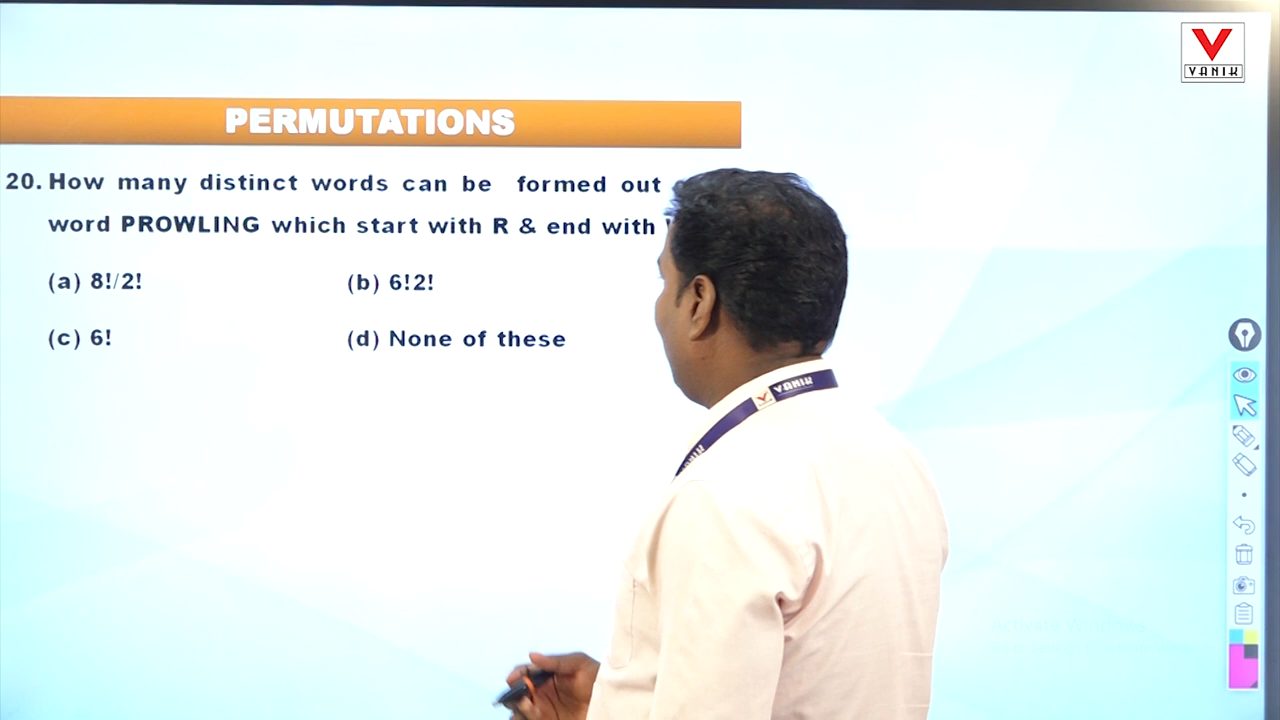 VANIK
PERMUTATIONS
20. How many distinct words can be formed out
word PROWLING which start with R & end with
(a) 8!/2!
(b) 6!2!
(c) 6!
(d) None of these
VANIK